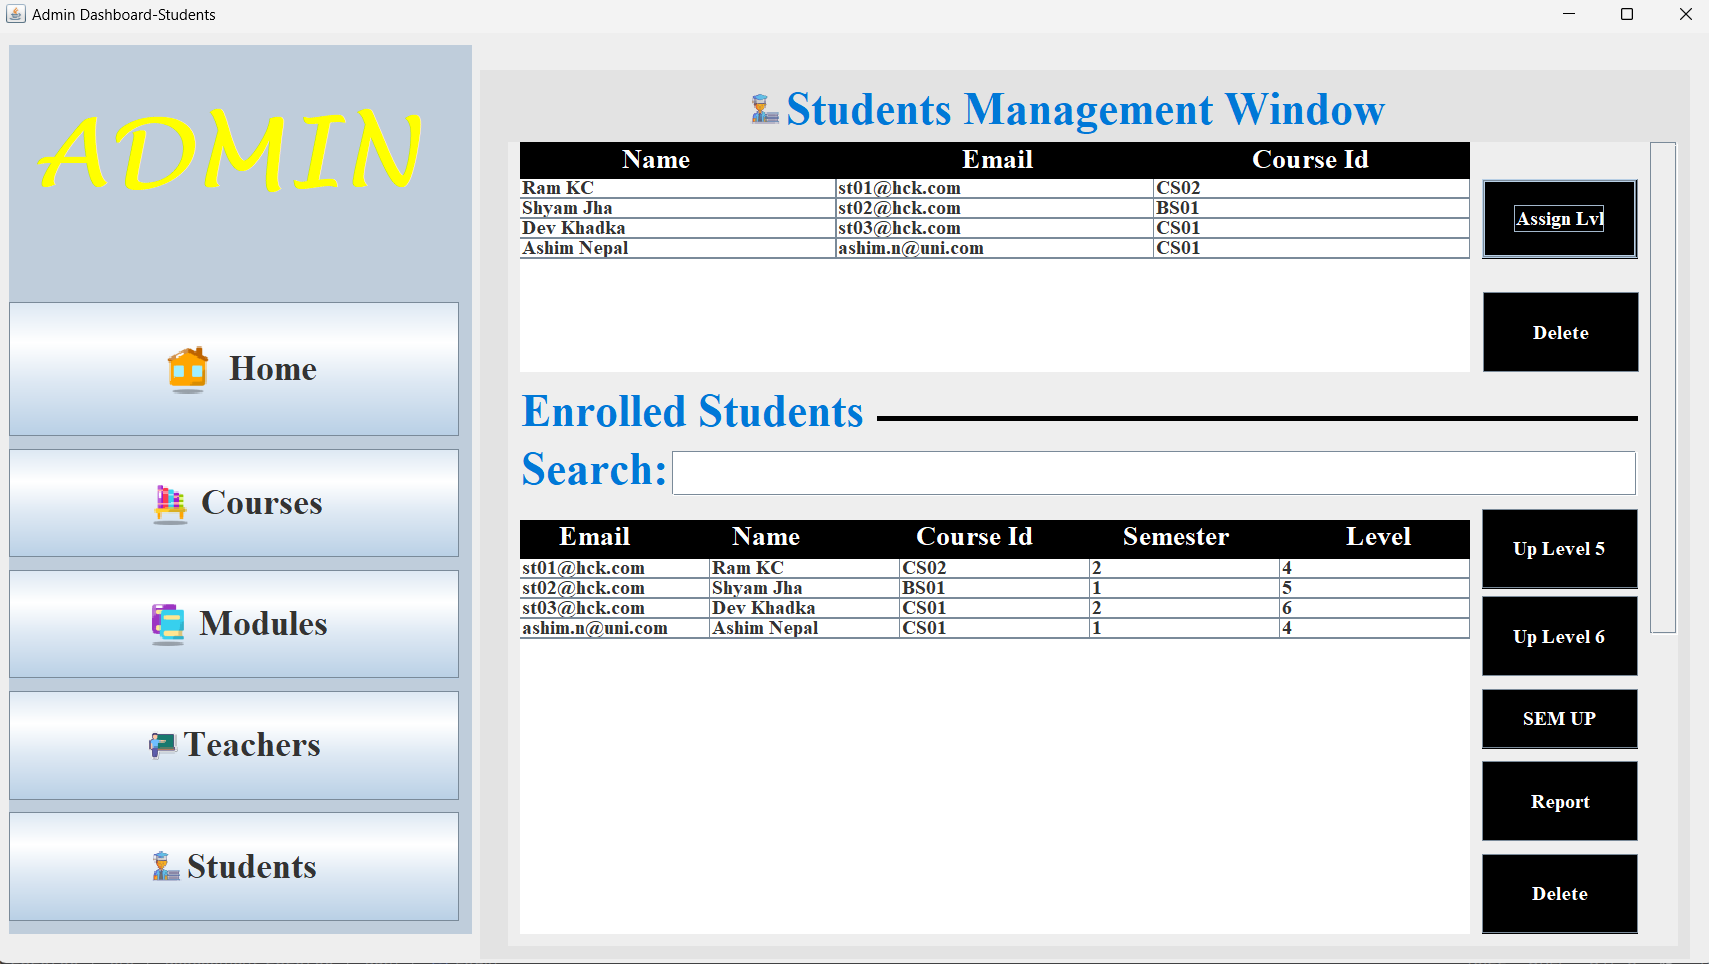 Admin Dashboard-Students
ADMIN
Home
Courses
Modules
Teachers
Students
Students Management Window
Name Email Course Id
Ram KC st01@hck.com CS02
Shyam Jha st02@hck.com BS01
Dev Khadka st03@hck.com CS01
Ashim Nepal ashim.n@uni.com CS01
Assign Lvl
Delete
Enrolled Students
Search:
Email Name Course Id Semester Level
st01@hck.com Ram KC CS02 2 4
st02@hck.com Shyam Jha BS01 1 5
st03@hck.com Dev Khadka CS01 2 6
ashim.n@uni.com Ashim Nepal CS01 1 4
Up Level 5
Up Level 6
SEM UP
Report
Delete